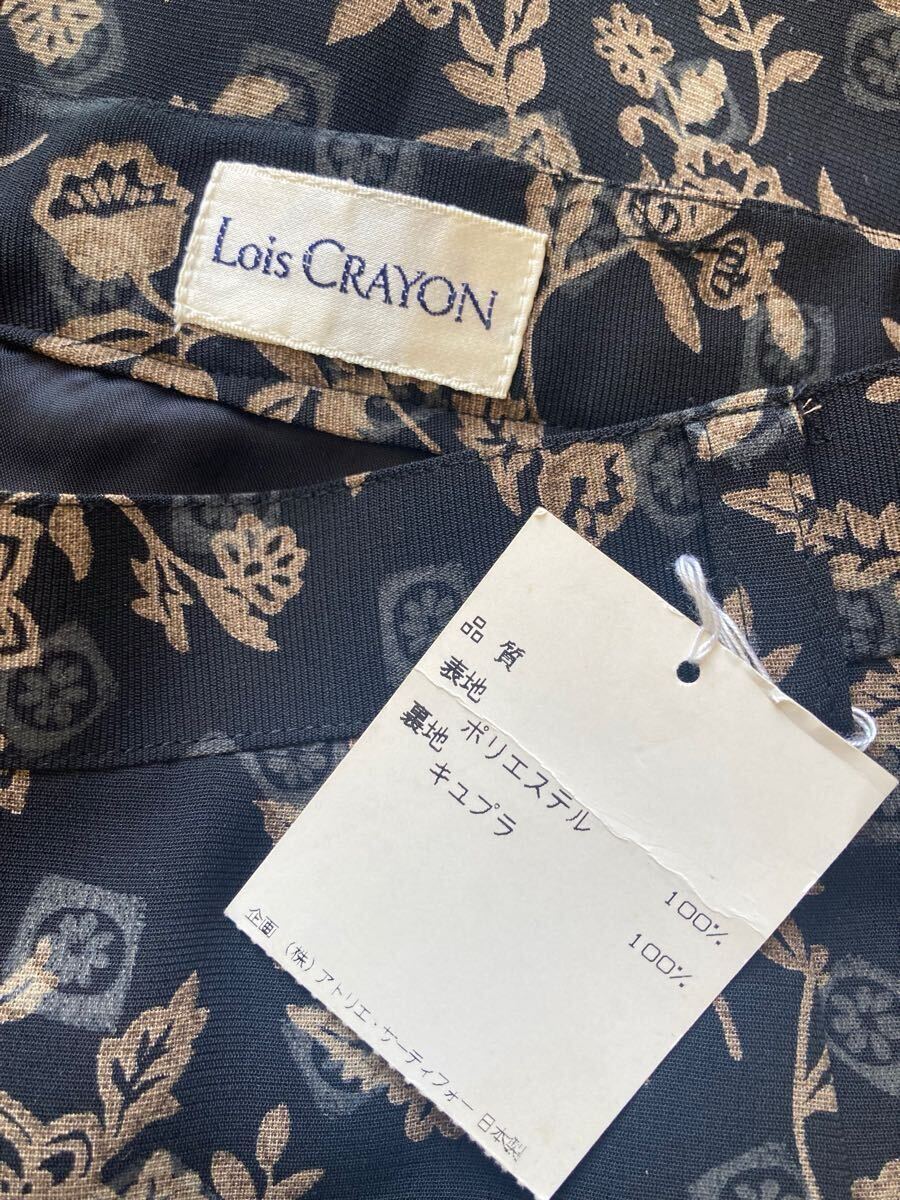 Lois CRAYON
品 質
表地
ポリエステル 100%
裏地
キュプラ 100%
企画 (株)アトリエ・サーティフォー 日本製